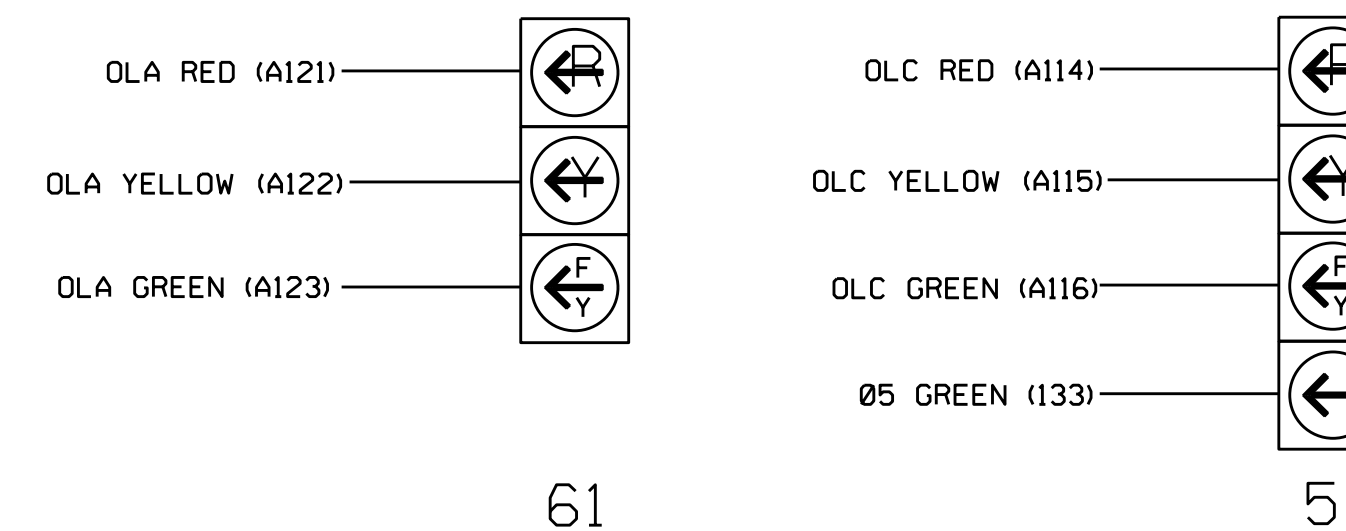 OLA RED (A121)
R
OLA YELLOW (A122)
Y
OLA GREEN (A123)
F
Y
61
OLC RED (A114)
OLC YELLOW (A115)
Y
OLC GREEN (A116)
F
Y
Ø5 GREEN (133)
5